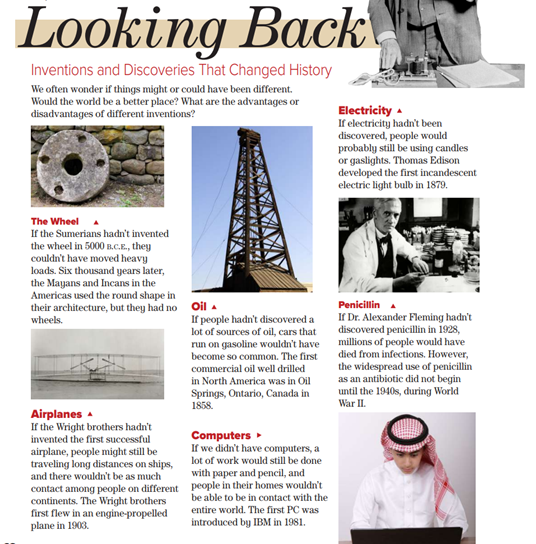 Looking Back
Inventions and Discoveries That Changed History
We often wonder if things might or could have been different.
Would the world be a better place? What are the advantages or
disadvantages of different inventions?
The Wheel ▲
If the Sumerians hadn't invented
the wheel in 5000 B.C.E., they
couldn't have moved heavy
loads. Six thousand years later,
the Mayans and Incans in the
Americas used the round shape in
their architecture, but they had no
wheels.
Airplanes ▲
If the Wright brothers hadn't
invented the first successful
airplane, people might still be
traveling long distances on ships,
and there wouldn't be as much
contact among people on different
continents. The Wright brothers
first flew in an engine-propelled
plane in 1903.
Oil ▲
If people hadn't discovered a
lot of sources of oil, cars that
run on gasoline wouldn't have
become so common. The first
commercial oil well drilled
in North America was in Oil
Springs, Ontario, Canada in
1858.
Computers ►
If we didn't have computers, a
lot of work would still be done
with paper and pencil, and
people in their homes wouldn't
be able to be in contact with the
entire world. The first PC was
introduced by IBM in 1981.
Electricity ▲
If electricity hadn't been
discovered, people would
probably still be using candles
or gaslights. Thomas Edison
developed the first incandescent
electric light bulb in 1879.
Penicillin ▲
If Dr. Alexander Fleming hadn't
discovered penicillin in 1928,
millions of people would have
died from infections. However,
the widespread use of penicillin
as an antibiotic did not begin
until the 1940s, during World
War II.